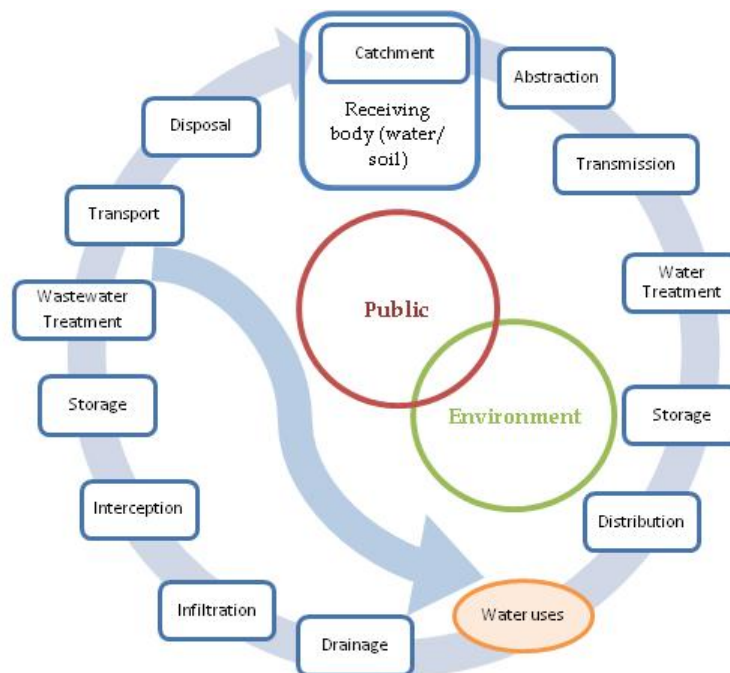 Catchment
Receiving
body (water/
soil)
Abstraction
Transmission
Water
Treatment
Storage
Distribution
Water uses
Drainage
Infiltration
Interception
Storage
Wastewater
Treatment
Transport
Disposal
Public
Environment